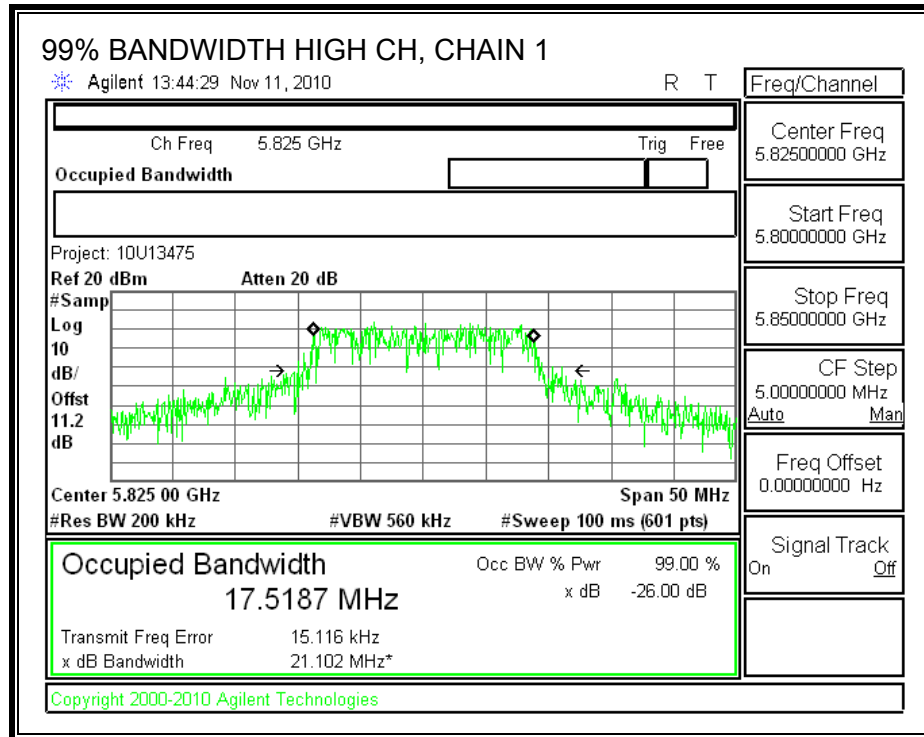 99% BANDWIDTH HIGH CH, CHAIN 1
Agilent 13:44:29 Nov 11, 2010 R T
Freq/Channel
Ch Freq 5.825 GHz Trig Free
Occupied Bandwidth
Center Freq
5.82500000 GHz
Start Freq
5.80000000 GHz
Project: 10U13475
Ref 20 dBm Atten 20 dB
#Samp
Log
10
dB/
Offst
11.2
dB
Stop Freq
5.85000000 GHz
CF Step
5.00000000 MHz
Auto Man
Center 5.825 00 GHz Span 50 MHz
#Res BW 200 kHz #VBW 560 kHz #Sweep 100 ms (601 pts)
Freq Offset
0.00000000 Hz
Occupied Bandwidth Occ BW % Pwr 99.00 %
17.5187 MHz x dB -26.00 dB
Transmit Freq Error 15.116 kHz
x dB Bandwidth 21.102 MHz*
Signal Track
On Off
Copyright 2000-2010 Agilent Technologies